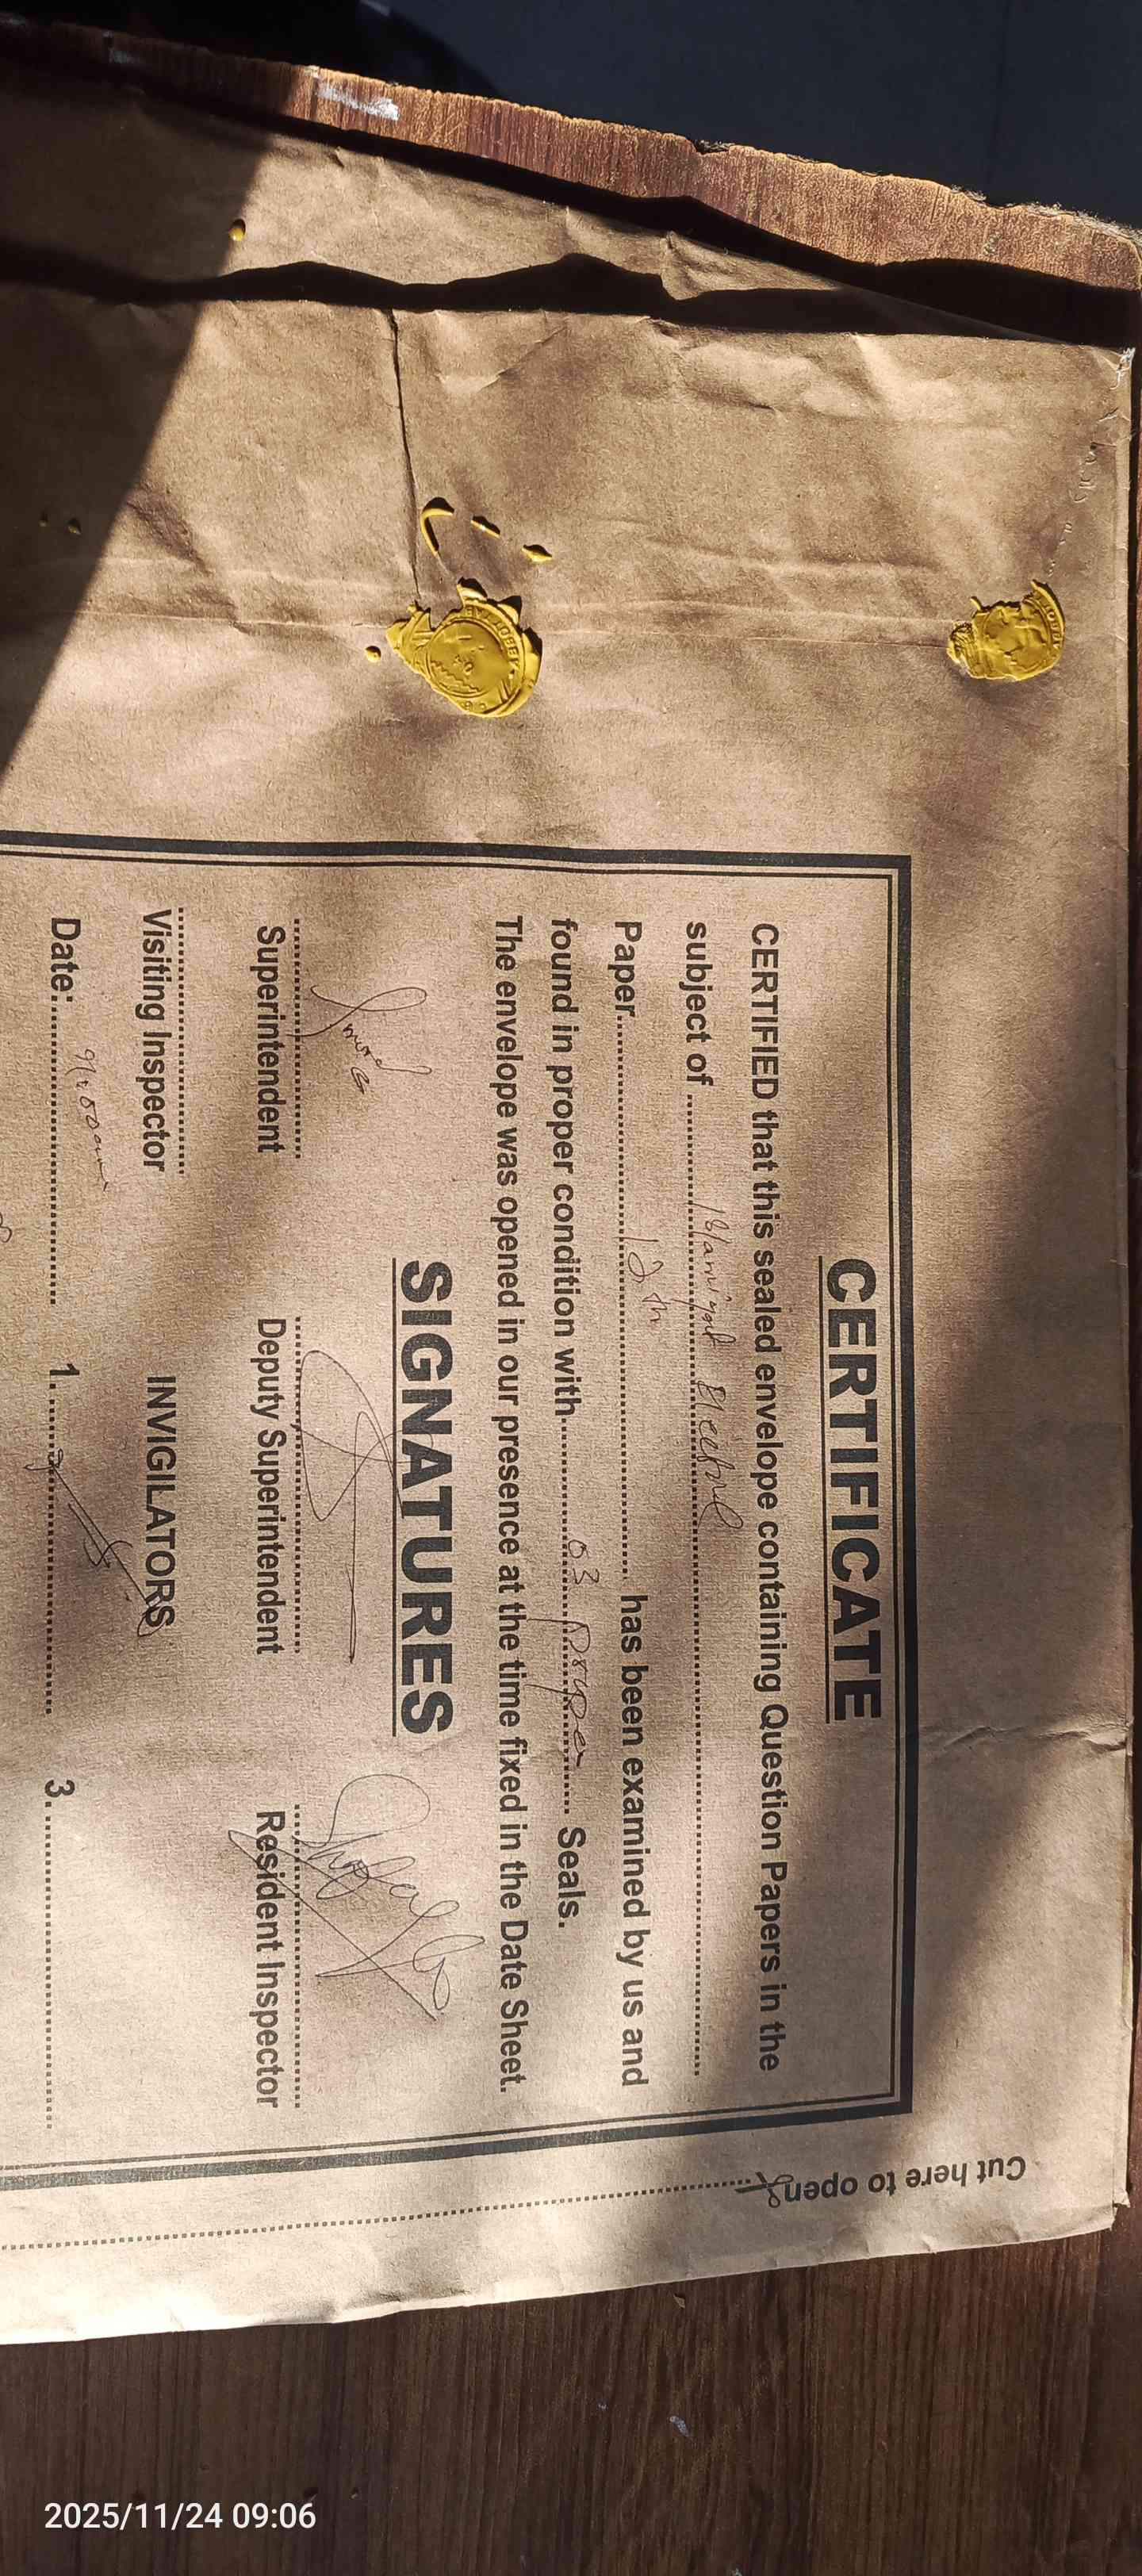 Cut here to open
CERTIFICATE
CERTIFIED that this sealed envelope containing Question Papers in the
subject of ........ Islamiyat Elective ........
Paper........ 12th ........ has been examined by us and
found in proper condition with........ 03 ........ Seals.
The envelope was opened in our presence at the time fixed in the Date Sheet.
SIGNATURES
Superintendent Deputy Superintendent Resident Inspector
Visiting Inspector INVIGILATORS
Date:........ 1. ........ 3. ........
2025/11/24 09:06